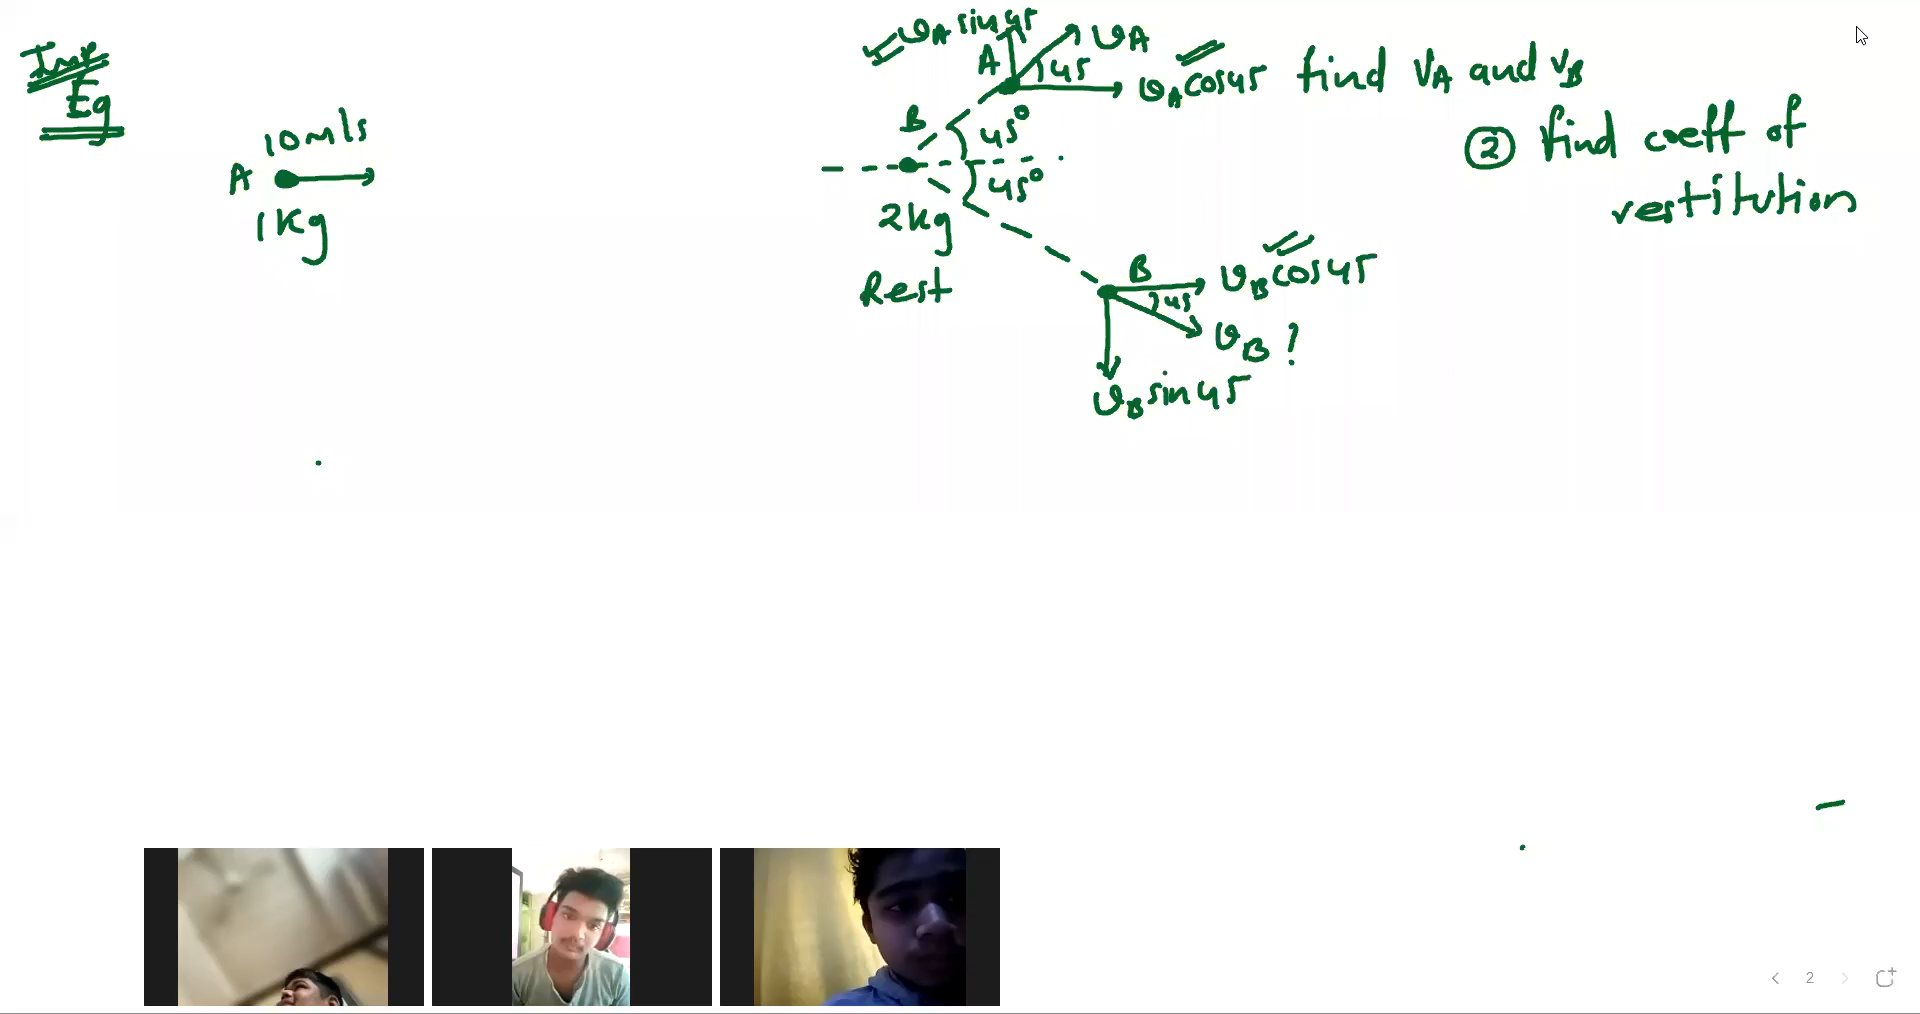 Imp
Eg
10m/s
A
1kg
vA sin45
A
vA
45
vA cos45
B
45°
45°
2kg
Rest
B
vB cos45
45
vB ?
vB sin45
find VA and VB
② find coeff of
restitution
2